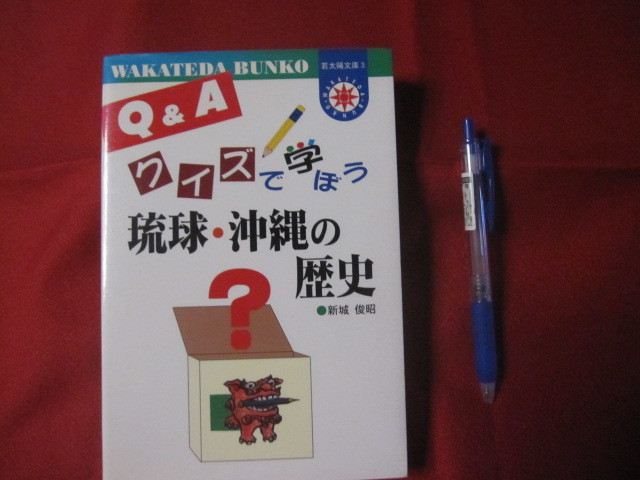 WAKATEDA BUNKO
若太陽文庫3
Q & A
クイズで学ぼう
琉球・沖縄の
歴史
●新城 俊昭